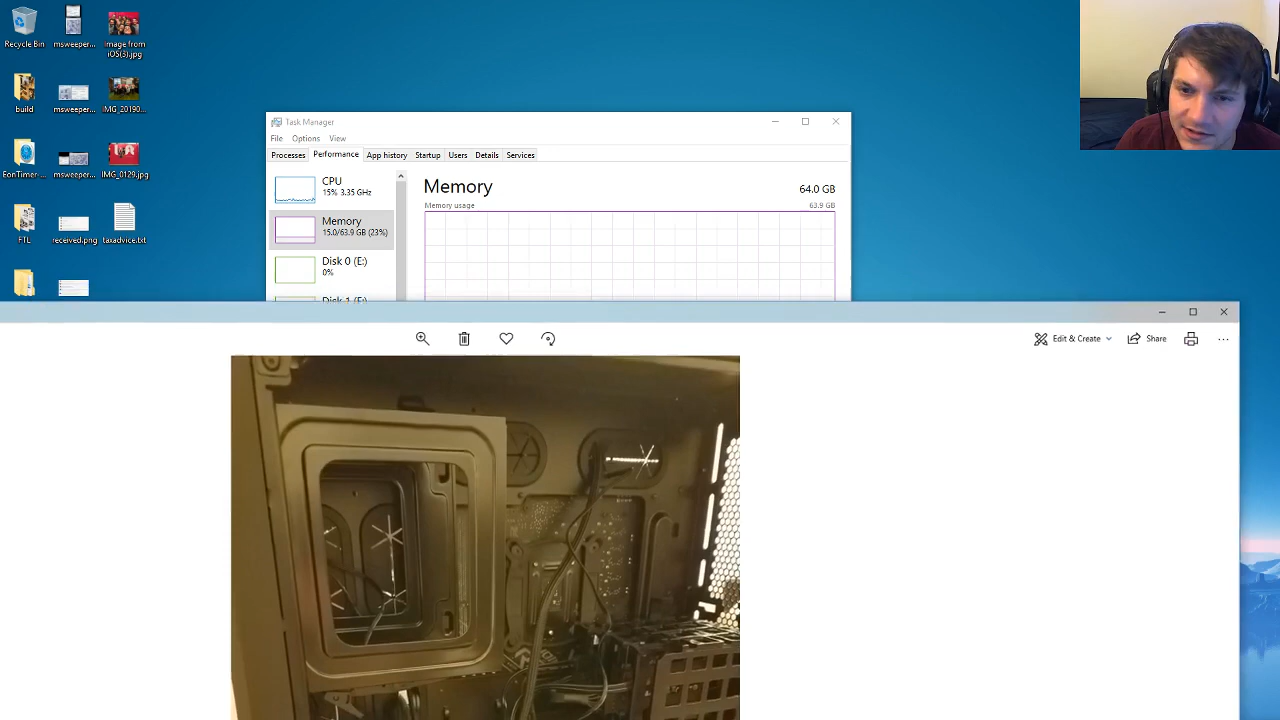 Recycle Bin
msweeper...
Image from
iOS(3).jpg
build
msweeper...
IMG_20190...
EonTimer-...
msweeper...
IMG_0129.jpg
FTL
received.png
taxadvice.txt
Task Manager
File
Options
View
Processes
Performance
App history
Startup
Users
Details
Services
CPU
15% 3.35 GHz
Memory
15.0/63.9 GB (23%)
Disk 0 (E:)
0%
Memory
64.0 GB
Memory usage
63.9 GB
Edit & Create
Share